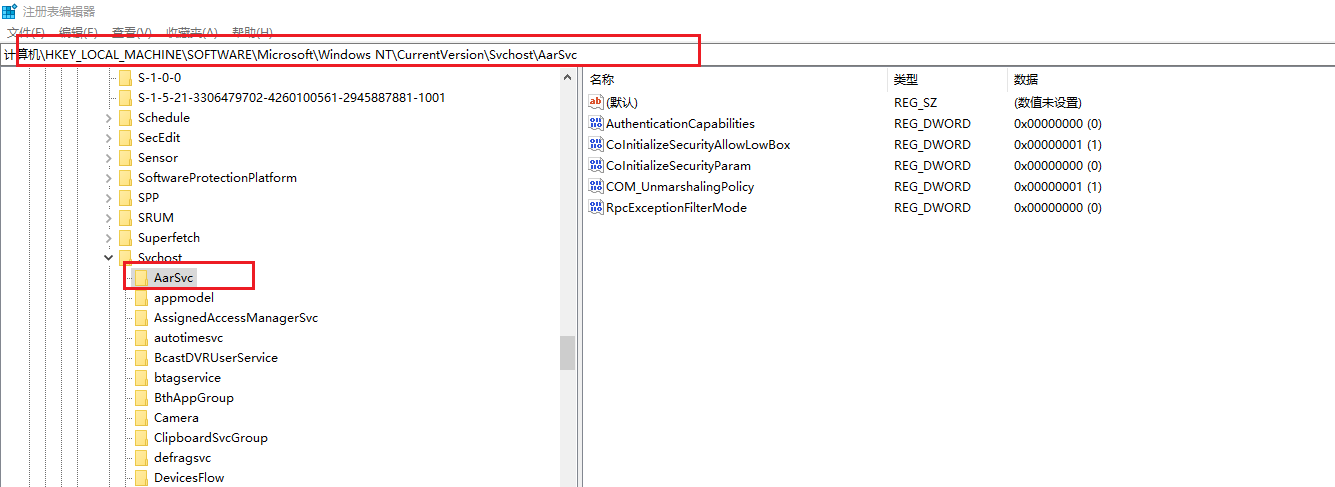 注册表编辑器
文件(F) 编辑(E) 查看(V) 收藏夹(A) 帮助(H)
计算机\HKEY_LOCAL_MACHINE\SOFTWARE\Microsoft\Windows NT\CurrentVersion\Svchost\AarSvc
S-1-0-0
S-1-5-21-3306479702-4260100561-2945887881-1001
Schedule
SecEdit
Sensor
SoftwareProtectionPlatform
SPP
SRUM
Superfetch
Svchost
AarSvc
appmodel
AssignedAccessManagerSvc
autotimesvc
BcastDVRUserService
btagservice
BthAppGroup
Camera
ClipboardSvcGroup
defragsvc
DevicesFlow
名称 类型 数据
ab (默认) REG_SZ (数值未设置)
AuthenticationCapabilities REG_DWORD 0x00000000 (0)
CoInitializeSecurityAllowLowBox REG_DWORD 0x00000001 (1)
CoInitializeSecurityParam REG_DWORD 0x00000000 (0)
COM_UnmarshalingPolicy REG_DWORD 0x00000001 (1)
RpcExceptionFilterMode REG_DWORD 0x00000000 (0)